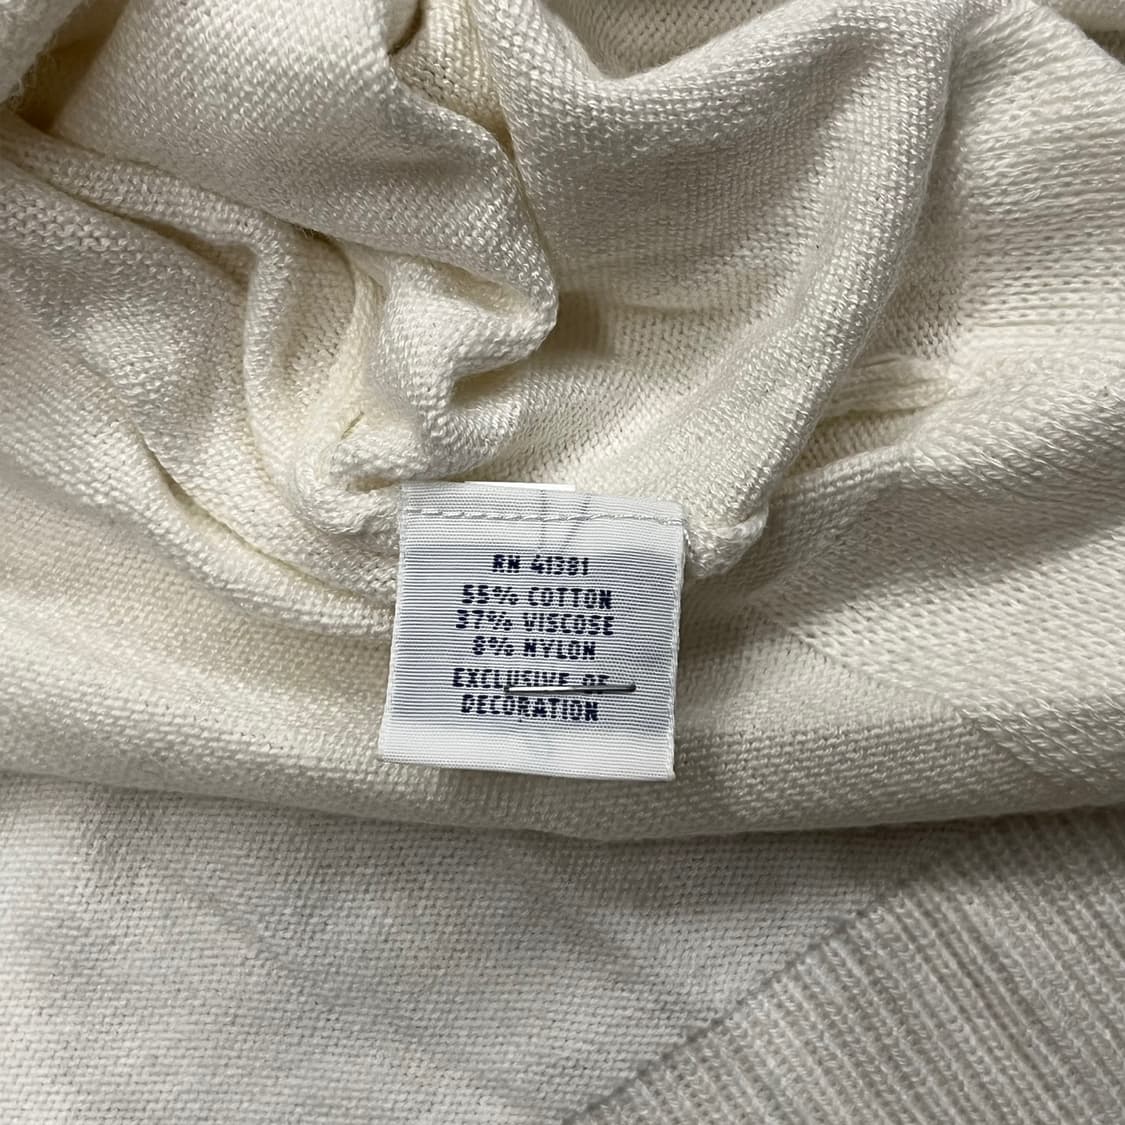 RN 41381
55% COTTON
37% VISCOSE
8% NYLON
EXCLUSIVE OF
DECORATION